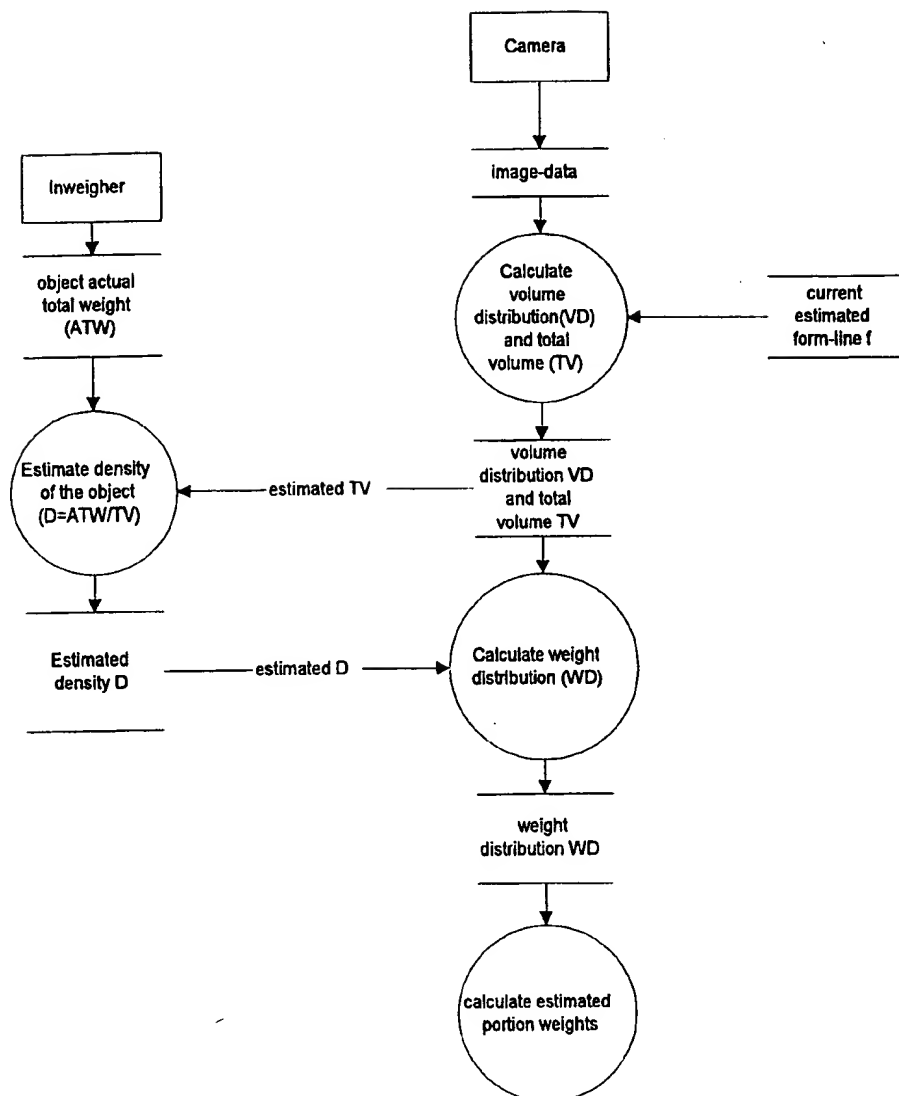 Camera
image-data
Inweigher
object actual
total weight
(ATW)
Calculate
volume
distribution(VD)
and total
volume (TV)
current
estimated
form-line f
Estimate density
of the object
(D=ATW/TV)
estimated TV
volume
distribution VD
and total
volume TV
Estimated
density D
estimated D
Calculate weight
distribution (WD)
weight
distribution WD
calculate estimated
portion weights